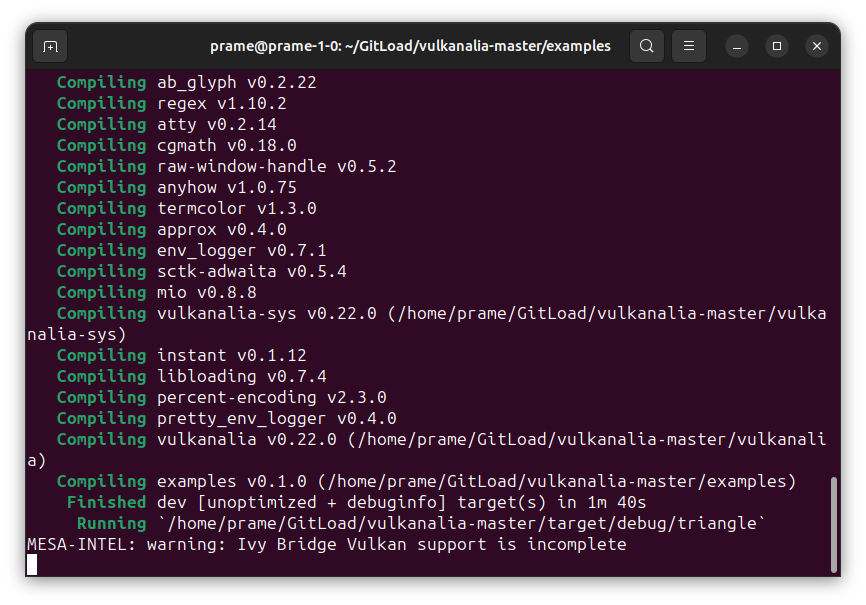 prame@prame-1-0: ~/GitLoad/vulkanalia-master/examples
Compiling ab_glyph v0.2.22
Compiling regex v1.10.2
Compiling atty v0.2.14
Compiling cgmath v0.18.0
Compiling raw-window-handle v0.5.2
Compiling anyhow v1.0.75
Compiling termcolor v1.3.0
Compiling approx v0.4.0
Compiling env_logger v0.7.1
Compiling sctk-adwaita v0.5.4
Compiling mio v0.8.8
Compiling vulkanalia-sys v0.22.0 (/home/prame/GitLoad/vulkanalia-master/vulka
nalia-sys)
Compiling instant v0.1.12
Compiling libloading v0.7.4
Compiling percent-encoding v2.3.0
Compiling pretty_env_logger v0.4.0
Compiling vulkanalia v0.22.0 (/home/prame/GitLoad/vulkanalia-master/vulkanali
a)
Compiling examples v0.1.0 (/home/prame/GitLoad/vulkanalia-master/examples)
Finished dev [unoptimized + debuginfo] target(s) in 1m 40s
Running `/home/prame/GitLoad/vulkanalia-master/target/debug/triangle`
MESA-INTEL: warning: Ivy Bridge Vulkan support is incomplete